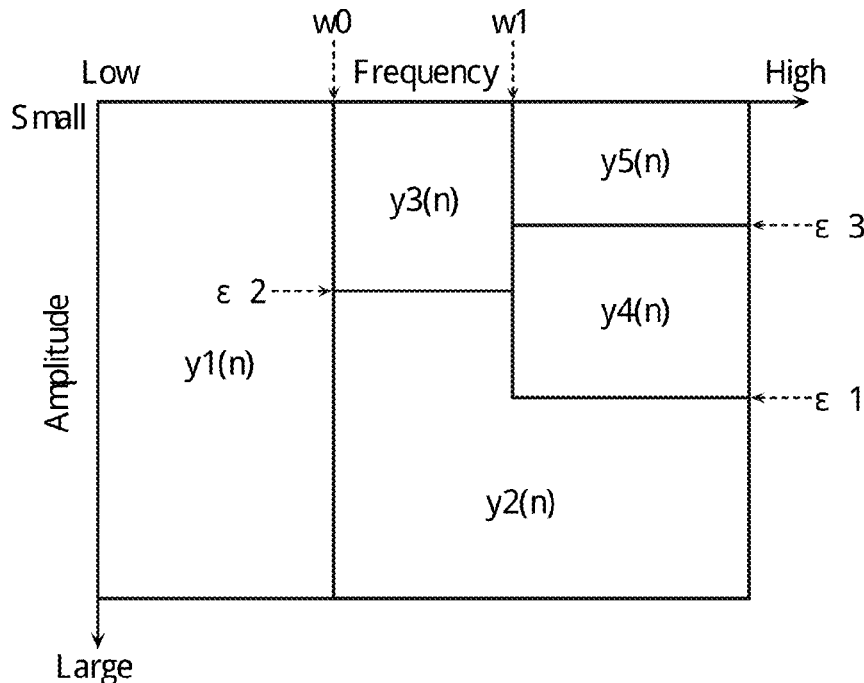 w0 w1
Low Frequency High
Small
y5(n)
y3(n)
ε 3
ε 2
y4(n)
y1(n)
Amplitude
ε 1
y2(n)
Large